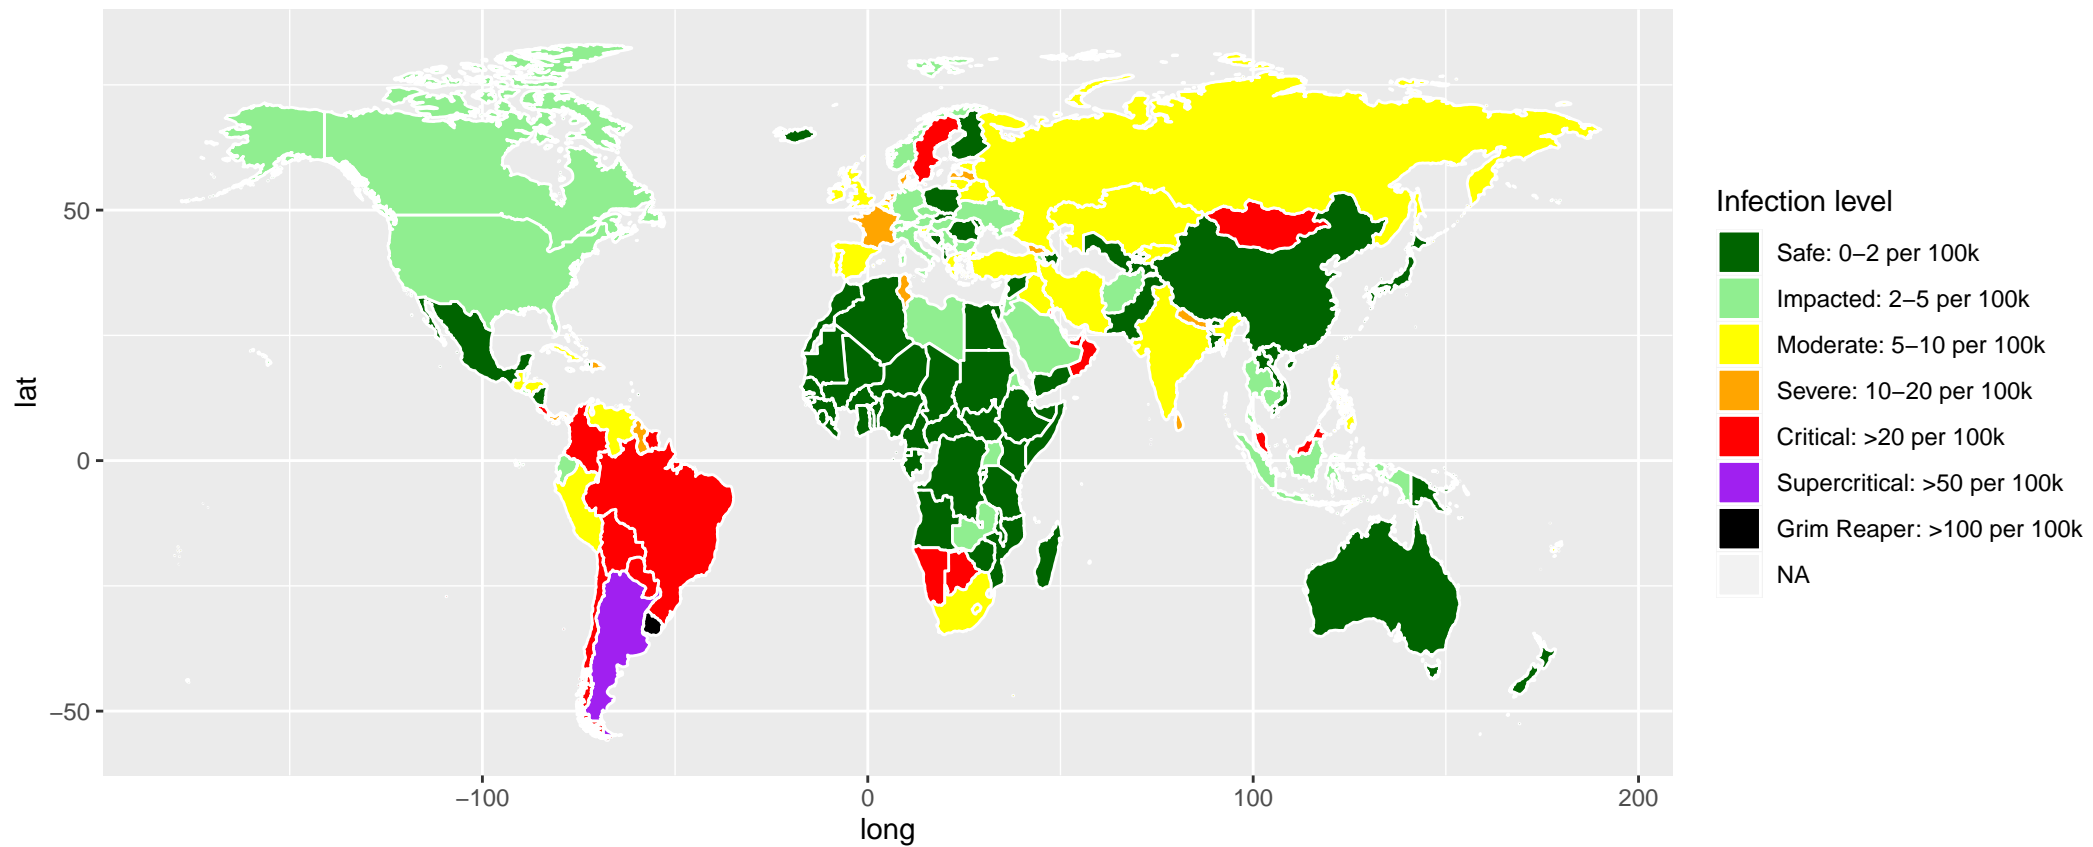 lat
50
0
−50
−100
0
100
200
long
Infection level
Safe: 0−2 per 100k
Impacted: 2−5 per 100k
Moderate: 5−10 per 100k
Severe: 10−20 per 100k
Critical: >20 per 100k
Supercritical: >50 per 100k
Grim Reaper: >100 per 100k
NA